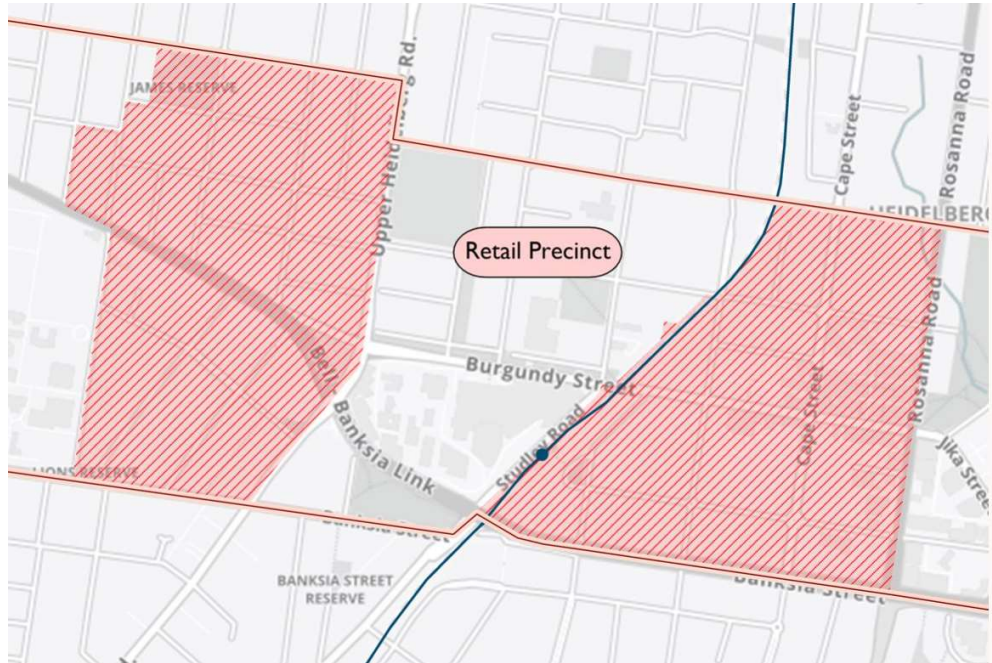 JAMES RESERVE
Upper Heidelberg Rd.
Cape Street
Rosanna Road
HEIDELBERG
Retail Precinct
Rosanna Road
Burgundy Street
Bell
Banksia Link
Studley Road
Cape Street
Jika Street
LIONS RESERVE
Banksia Street
BANKSIA STREET
RESERVE
Banksia Street